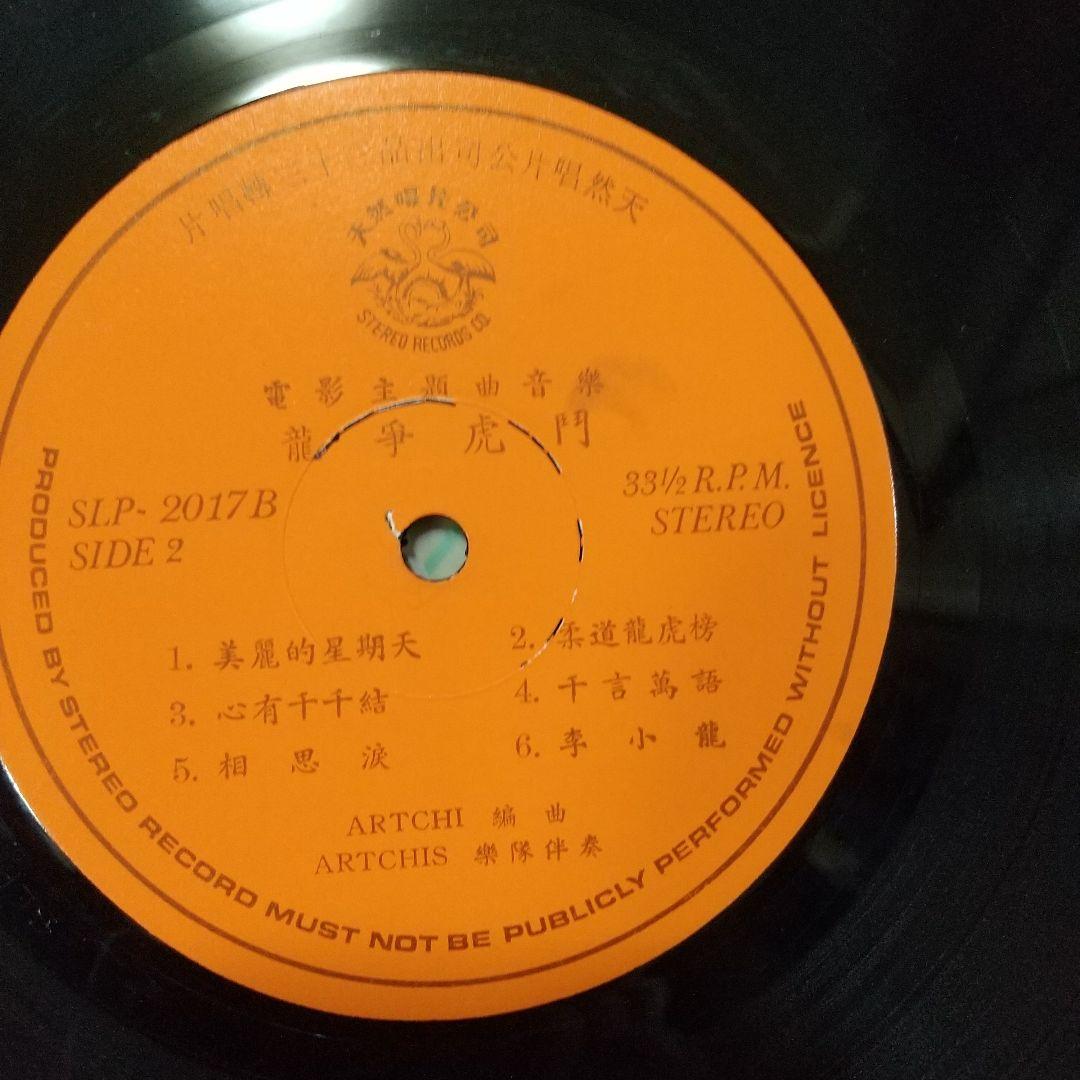 天然唱片公司出品三十三轉唱片
天然唱片公司
STEREO RECORDS CO
電影主題曲音樂
龍爭虎鬥
SLP- 2017B
SIDE 2
33½ R.P.M.
STEREO
1. 美麗的星期天
2. 柔道龍虎榜
3. 心有千千結
4. 千言萬語
5. 相思淚
6. 李小龍
ARTCHI 編曲
ARTCHIS 樂隊伴奏
PRODUCED BY STEREO RECORD MUST NOT BE PUBLICLY PERFORMED WITHOUT LICENCE